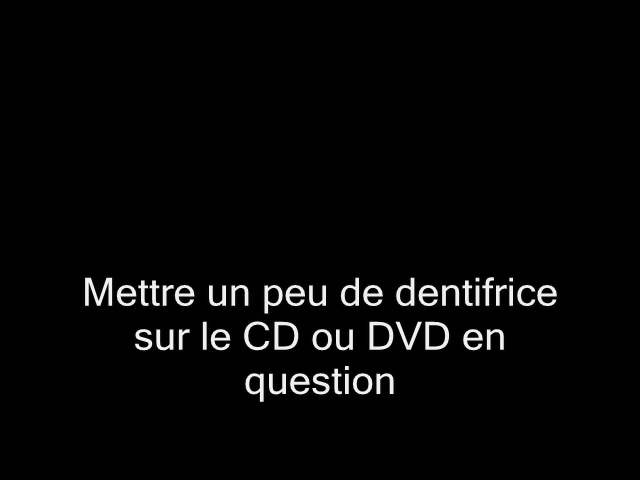 Mettre un peu de dentifrice
sur le CD ou DVD en
question